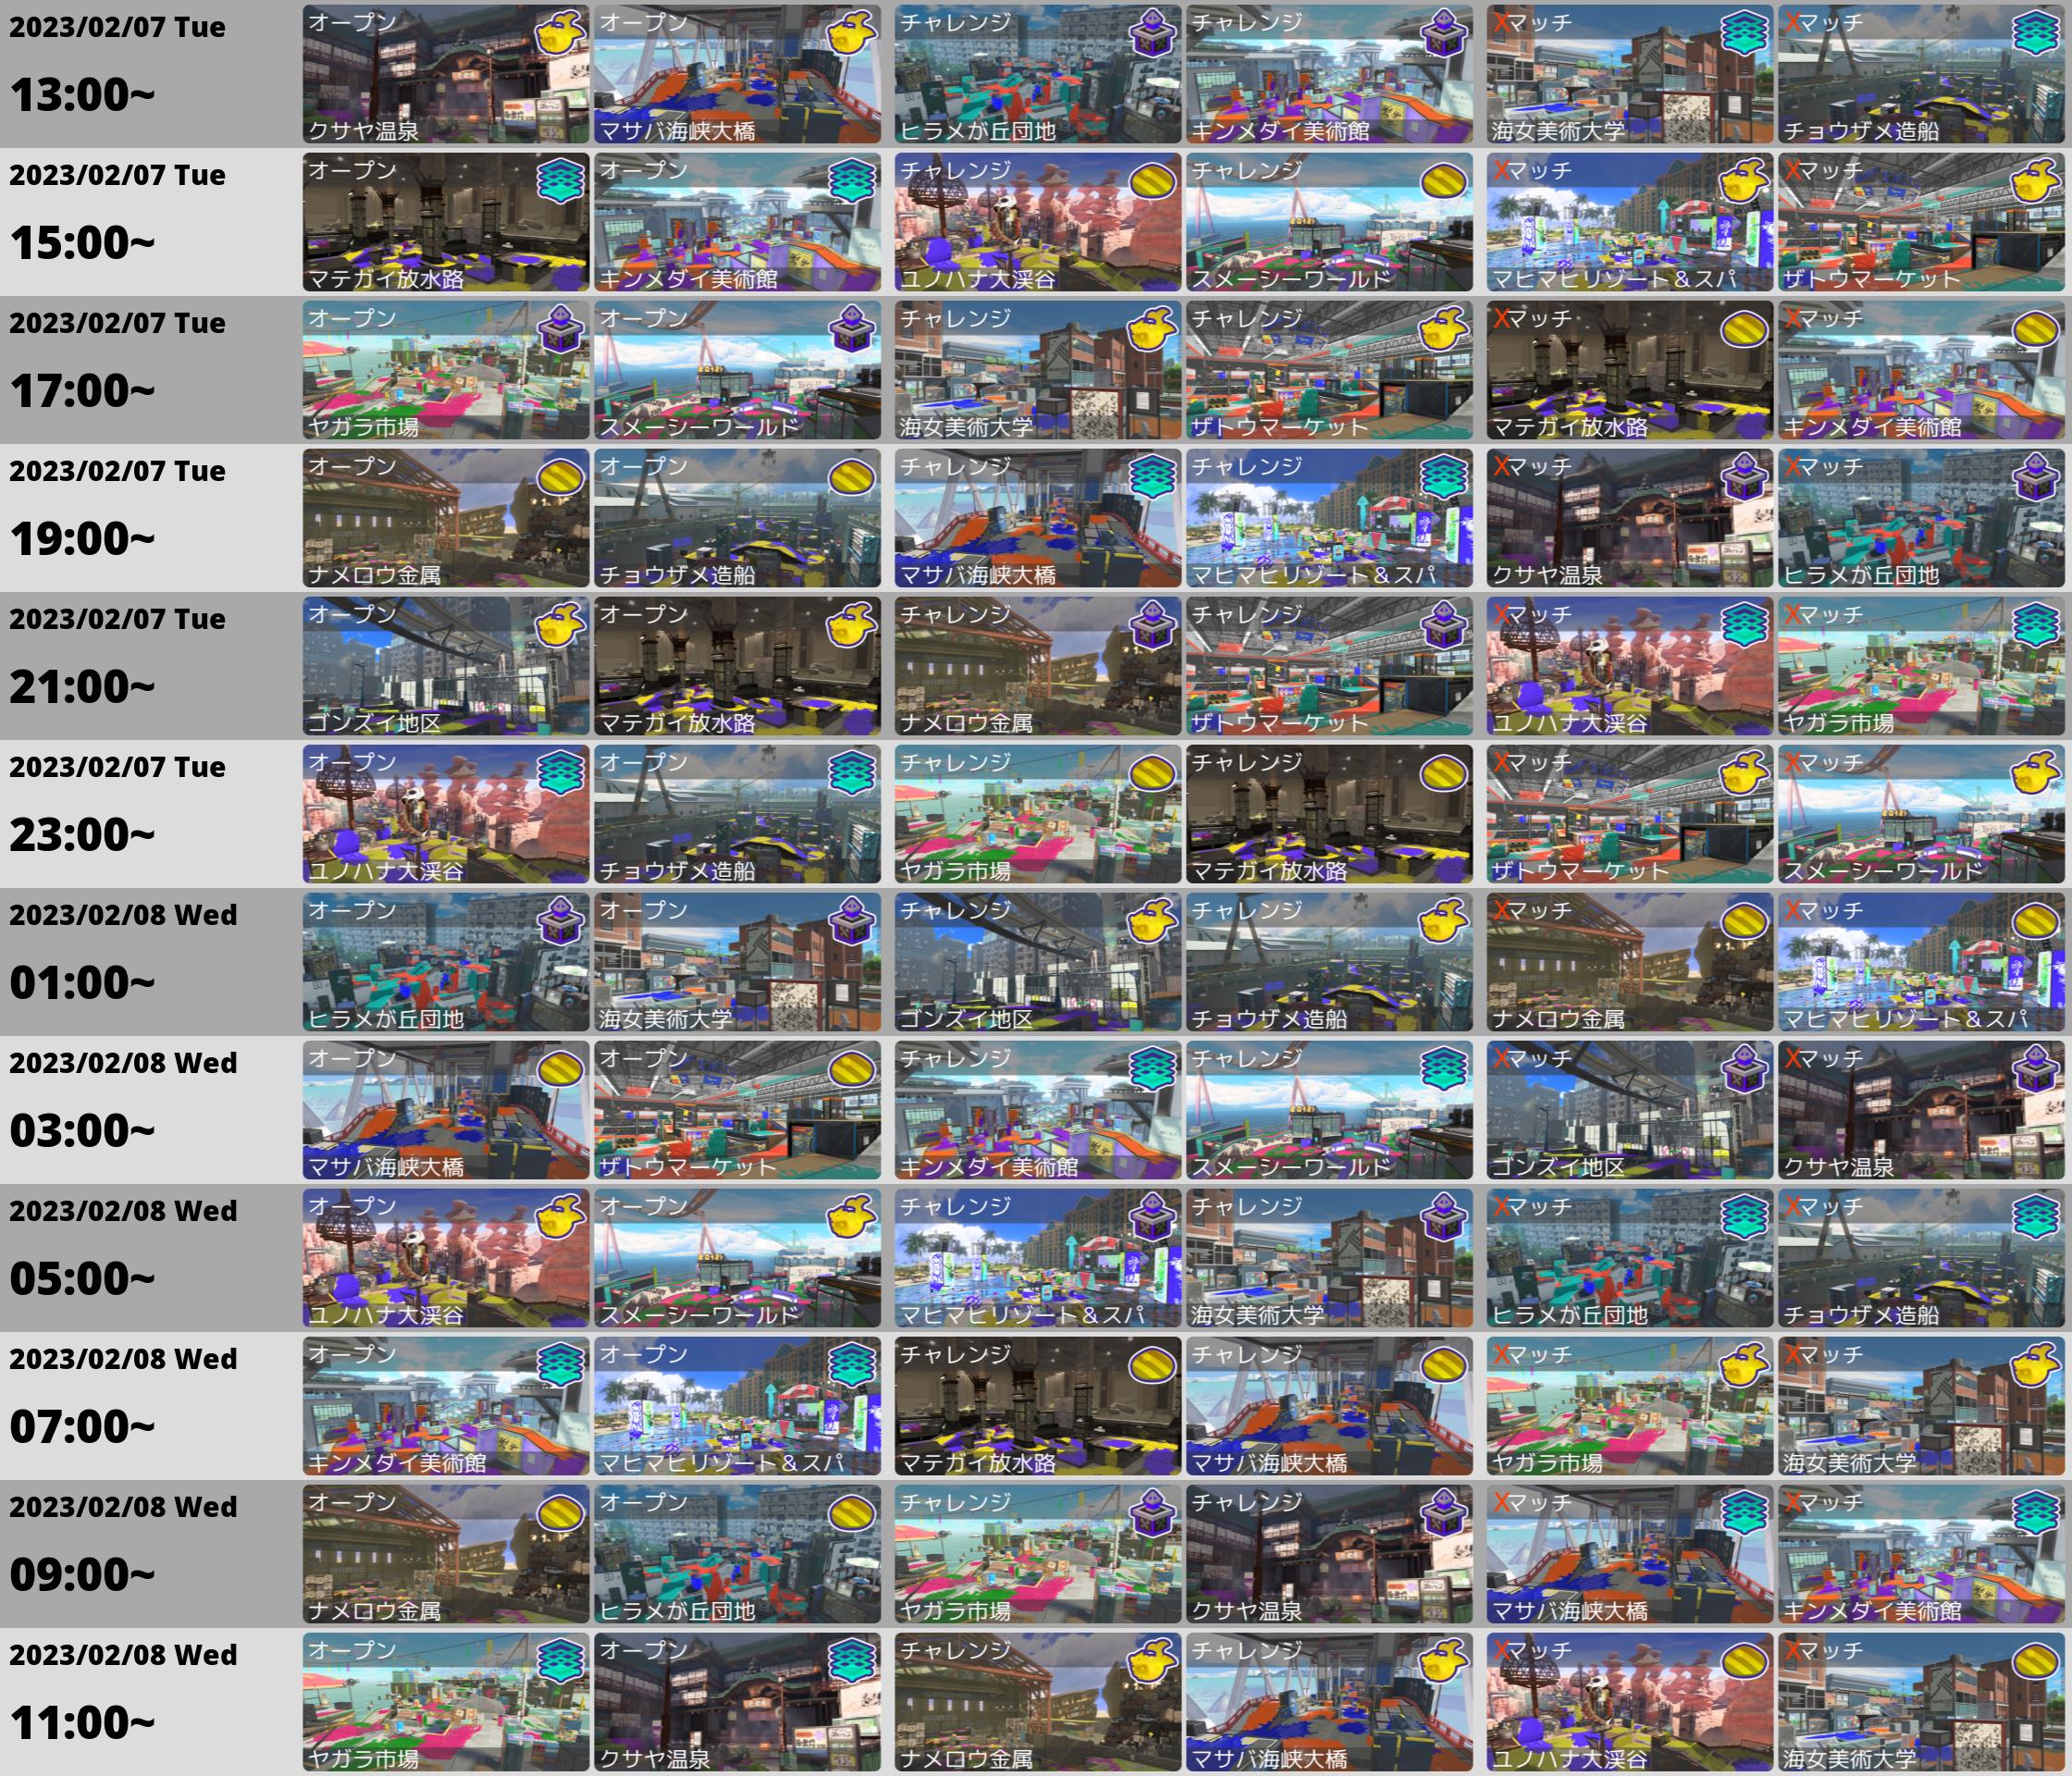 2023/02/07 Tue
13:00~
オープン オープン チャレンジ チャレンジ Xマッチ Xマッチ
クサヤ温泉 マサバ海峡大橋 ヒラメが丘団地 キンメダイ美術館 海女美術大学 チョウザメ造船
2023/02/07 Tue
15:00~
オープン オープン チャレンジ チャレンジ Xマッチ Xマッチ
マテガイ放水路 キンメダイ美術館 ユノハナ大渓谷 スメーシーワールド マヒマヒリゾート&スパ ザトウマーケット
2023/02/07 Tue
17:00~
オープン オープン チャレンジ チャレンジ Xマッチ Xマッチ
ヤガラ市場 スメーシーワールド 海女美術大学 ザトウマーケット マテガイ放水路 キンメダイ美術館
2023/02/07 Tue
19:00~
オープン オープン チャレンジ チャレンジ Xマッチ Xマッチ
ナメロウ金属 チョウザメ造船 マサバ海峡大橋 マヒマヒリゾート&スパ クサヤ温泉 ヒラメが丘団地
2023/02/07 Tue
21:00~
オープン オープン チャレンジ チャレンジ Xマッチ Xマッチ
ゴンズイ地区 マテガイ放水路 ナメロウ金属 ザトウマーケット ユノハナ大渓谷 ヤガラ市場
2023/02/07 Tue
23:00~
オープン オープン チャレンジ チャレンジ Xマッチ Xマッチ
ユノハナ大渓谷 チョウザメ造船 ヤガラ市場 マテガイ放水路 ザトウマーケット スメーシーワールド
2023/02/08 Wed
01:00~
オープン オープン チャレンジ チャレンジ Xマッチ Xマッチ
ヒラメが丘団地 海女美術大学 ゴンズイ地区 チョウザメ造船 ナメロウ金属 マヒマヒリゾート&スパ
2023/02/08 Wed
03:00~
オープン オープン チャレンジ チャレンジ Xマッチ Xマッチ
マサバ海峡大橋 ザトウマーケット キンメダイ美術館 スメーシーワールド ゴンズイ地区 クサヤ温泉
2023/02/08 Wed
05:00~
オープン オープン チャレンジ チャレンジ Xマッチ Xマッチ
ユノハナ大渓谷 スメーシーワールド マヒマヒリゾート&スパ 海女美術大学 ヒラメが丘団地 チョウザメ造船
2023/02/08 Wed
07:00~
オープン オープン チャレンジ チャレンジ Xマッチ Xマッチ
キンメダイ美術館 マヒマヒリゾート&スパ マテガイ放水路 マサバ海峡大橋 ヤガラ市場 海女美術大学
2023/02/08 Wed
09:00~
オープン オープン チャレンジ チャレンジ Xマッチ Xマッチ
ナメロウ金属 ヒラメが丘団地 ヤガラ市場 クサヤ温泉 マサバ海峡大橋 キンメダイ美術館
2023/02/08 Wed
11:00~
オープン オープン チャレンジ チャレンジ Xマッチ Xマッチ
ヤガラ市場 クサヤ温泉 ナメロウ金属 マサバ海峡大橋 ユノハナ大渓谷 海女美術大学